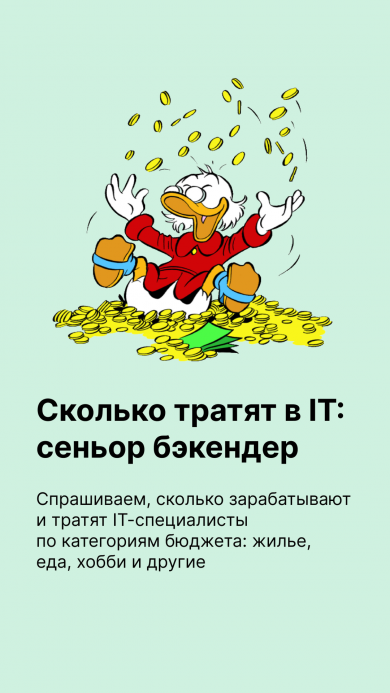 Сколько тратят в IT:
сеньор бэкендер
Спрашиваем, сколько зарабатывают
и тратят IT-специалисты
по категориям бюджета: жилье,
еда, хобби и другие